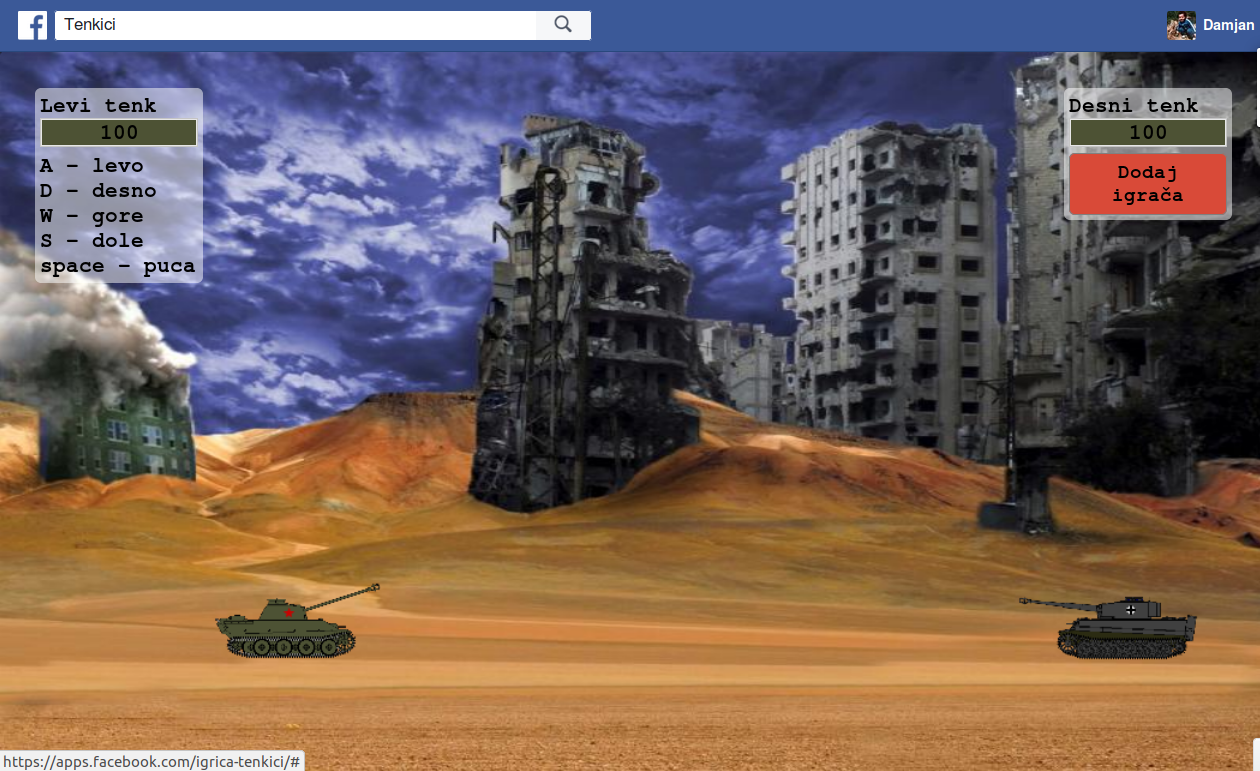 Tenkici
Damjan
Levi tenk
100
A - levo
D - desno
W - gore
S - dole
space - puca
Desni tenk
100
Dodaj
igrača
https://apps.facebook.com/igrica-tenkici/#